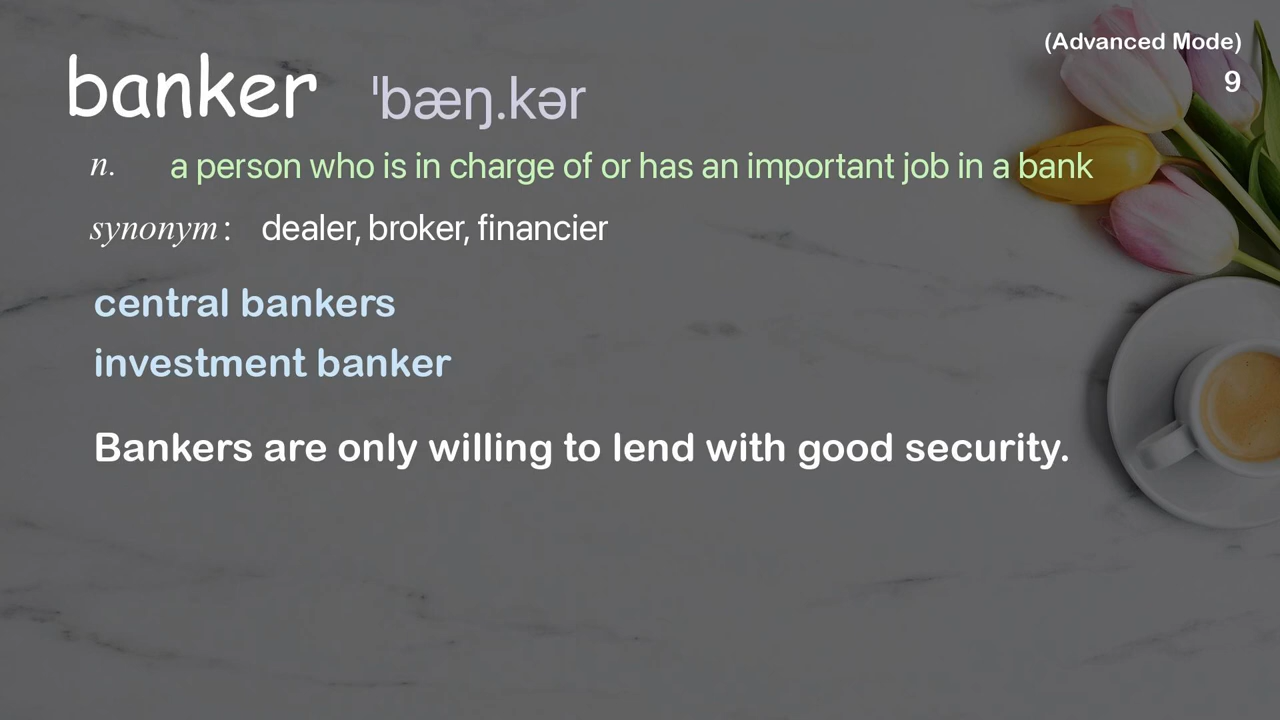 (Advanced Mode)
9
banker ˈbæŋ.kər
n. a person who is in charge of or has an important job in a bank
synonym: dealer, broker, financier
central bankers
investment banker
Bankers are only willing to lend with good security.